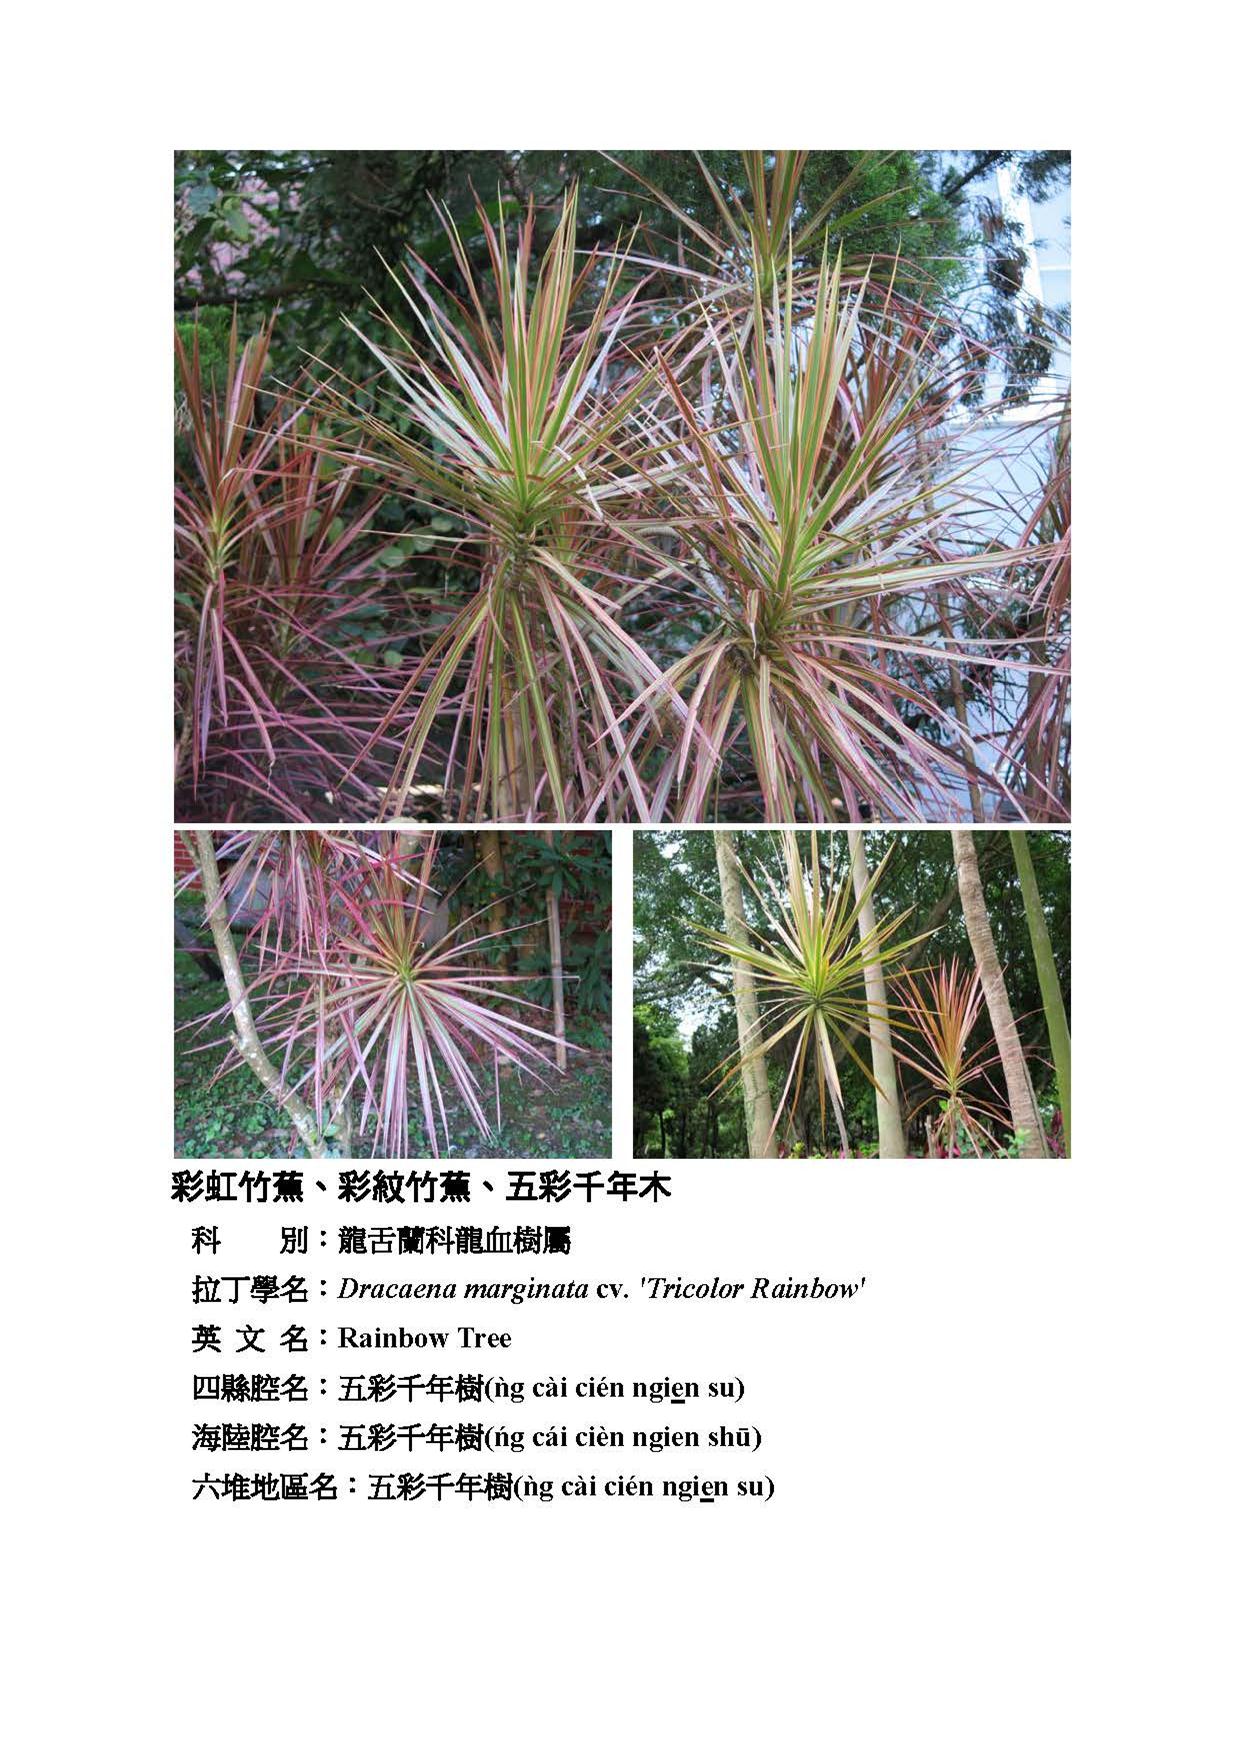 彩虹竹蕉、彩紋竹蕉、五彩千年木
科　　別：龍舌蘭科龍血樹屬
拉丁學名：Dracaena marginata cv. 'Tricolor Rainbow'
英 文 名：Rainbow Tree
四縣腔名：五彩千年樹(ǹg cài cién ngien su)
海陸腔名：五彩千年樹(ńg cái cièn ngien shū)
六堆地區名：五彩千年樹(ǹg cài cién ngien su)